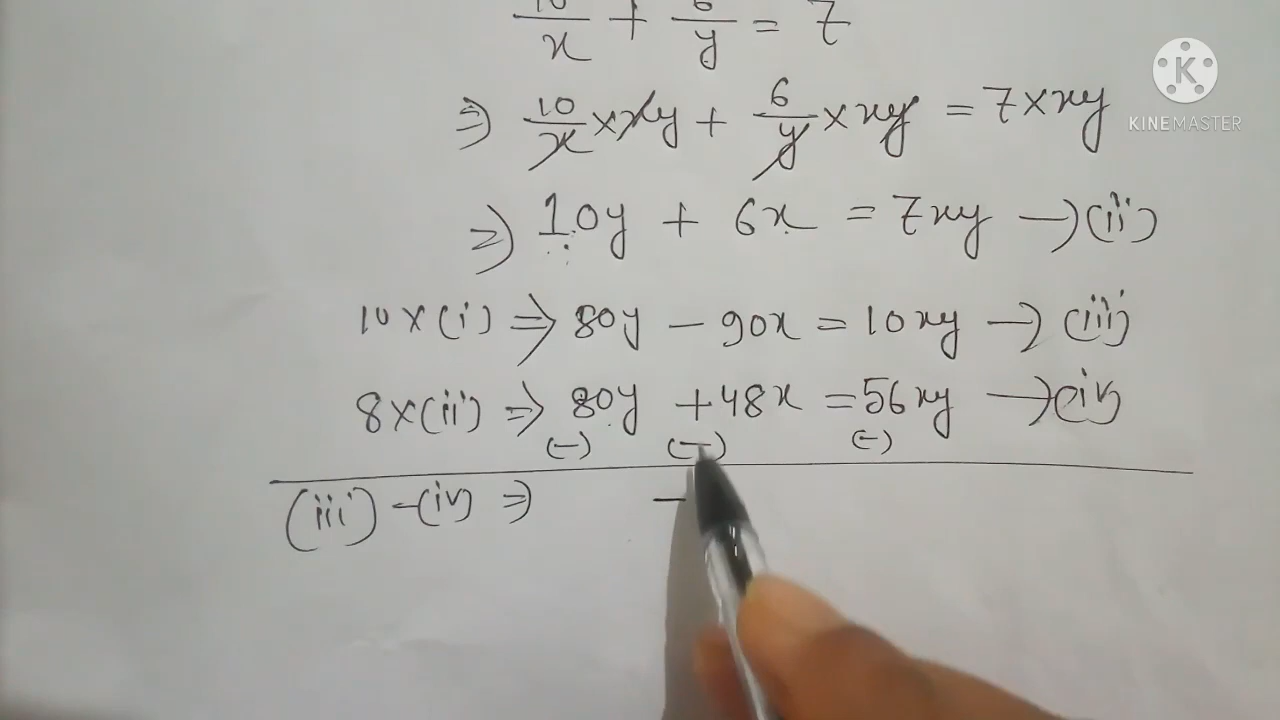 10/x + 6/y = 7
⇒ 10/x × xy + 6/y × xy = 7 × xy
⇒ 10y + 6x = 7xy → (ii)
10 × (i) ⇒ 80y − 90x = 10xy → (iii)
8 × (ii) ⇒ 80y + 48x = 56xy → (iv)
(−) (−) (−)
(iii) − (iv) ⇒ −
KINEMASTER